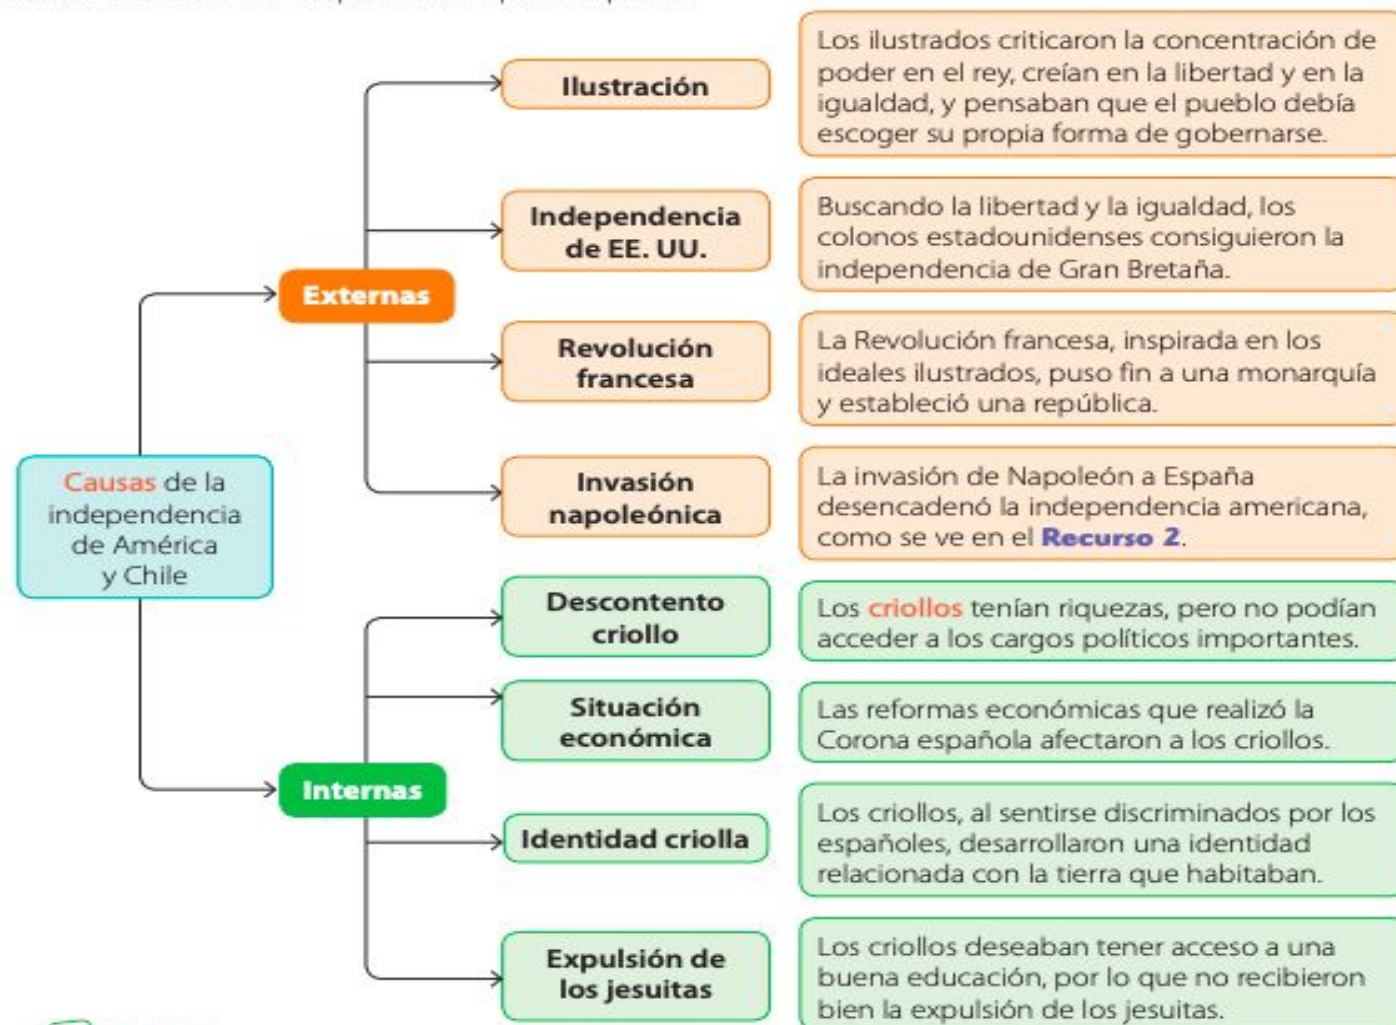 Ilustración
Los ilustrados criticaron la concentración de
poder en el rey, creían en la libertad y en la
igualdad, y pensaban que el pueblo debía
escoger su propia forma de gobernarse.
Independencia
de EE. UU.
Buscando la libertad y la igualdad, los
colonos estadounidenses consiguieron la
independencia de Gran Bretaña.
Externas
Revolución
francesa
La Revolución francesa, inspirada en los
ideales ilustrados, puso fin a una monarquía
y estableció una república.
Invasión
napoleónica
La invasión de Napoleón a España
desencadenó la independencia americana,
como se ve en el Recurso 2.
Causas de la
independencia
de América
y Chile
Descontento
criollo
Los criollos tenían riquezas, pero no podían
acceder a los cargos políticos importantes.
Situación
económica
Las reformas económicas que realizó la
Corona española afectaron a los criollos.
Internas
Identidad criolla
Los criollos, al sentirse discriminados por los
españoles, desarrollaron una identidad
relacionada con la tierra que habitaban.
Expulsión de
los jesuitas
Los criollos deseaban tener acceso a una
buena educación, por lo que no recibieron
bien la expulsión de los jesuitas.